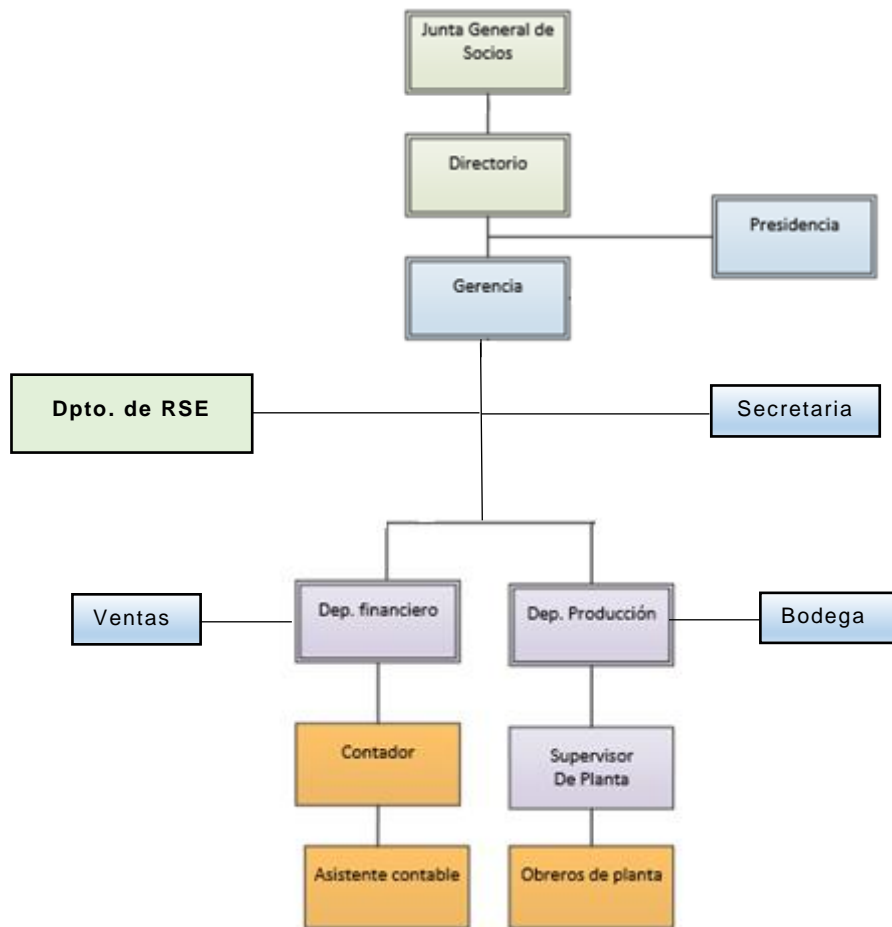 Junta General de
Socios
Directorio
Presidencia
Gerencia
Dpto. de RSE
Secretaria
Ventas
Dep. financiero
Dep. Producción
Bodega
Contador
Supervisor
De Planta
Asistente contable
Obreros de planta